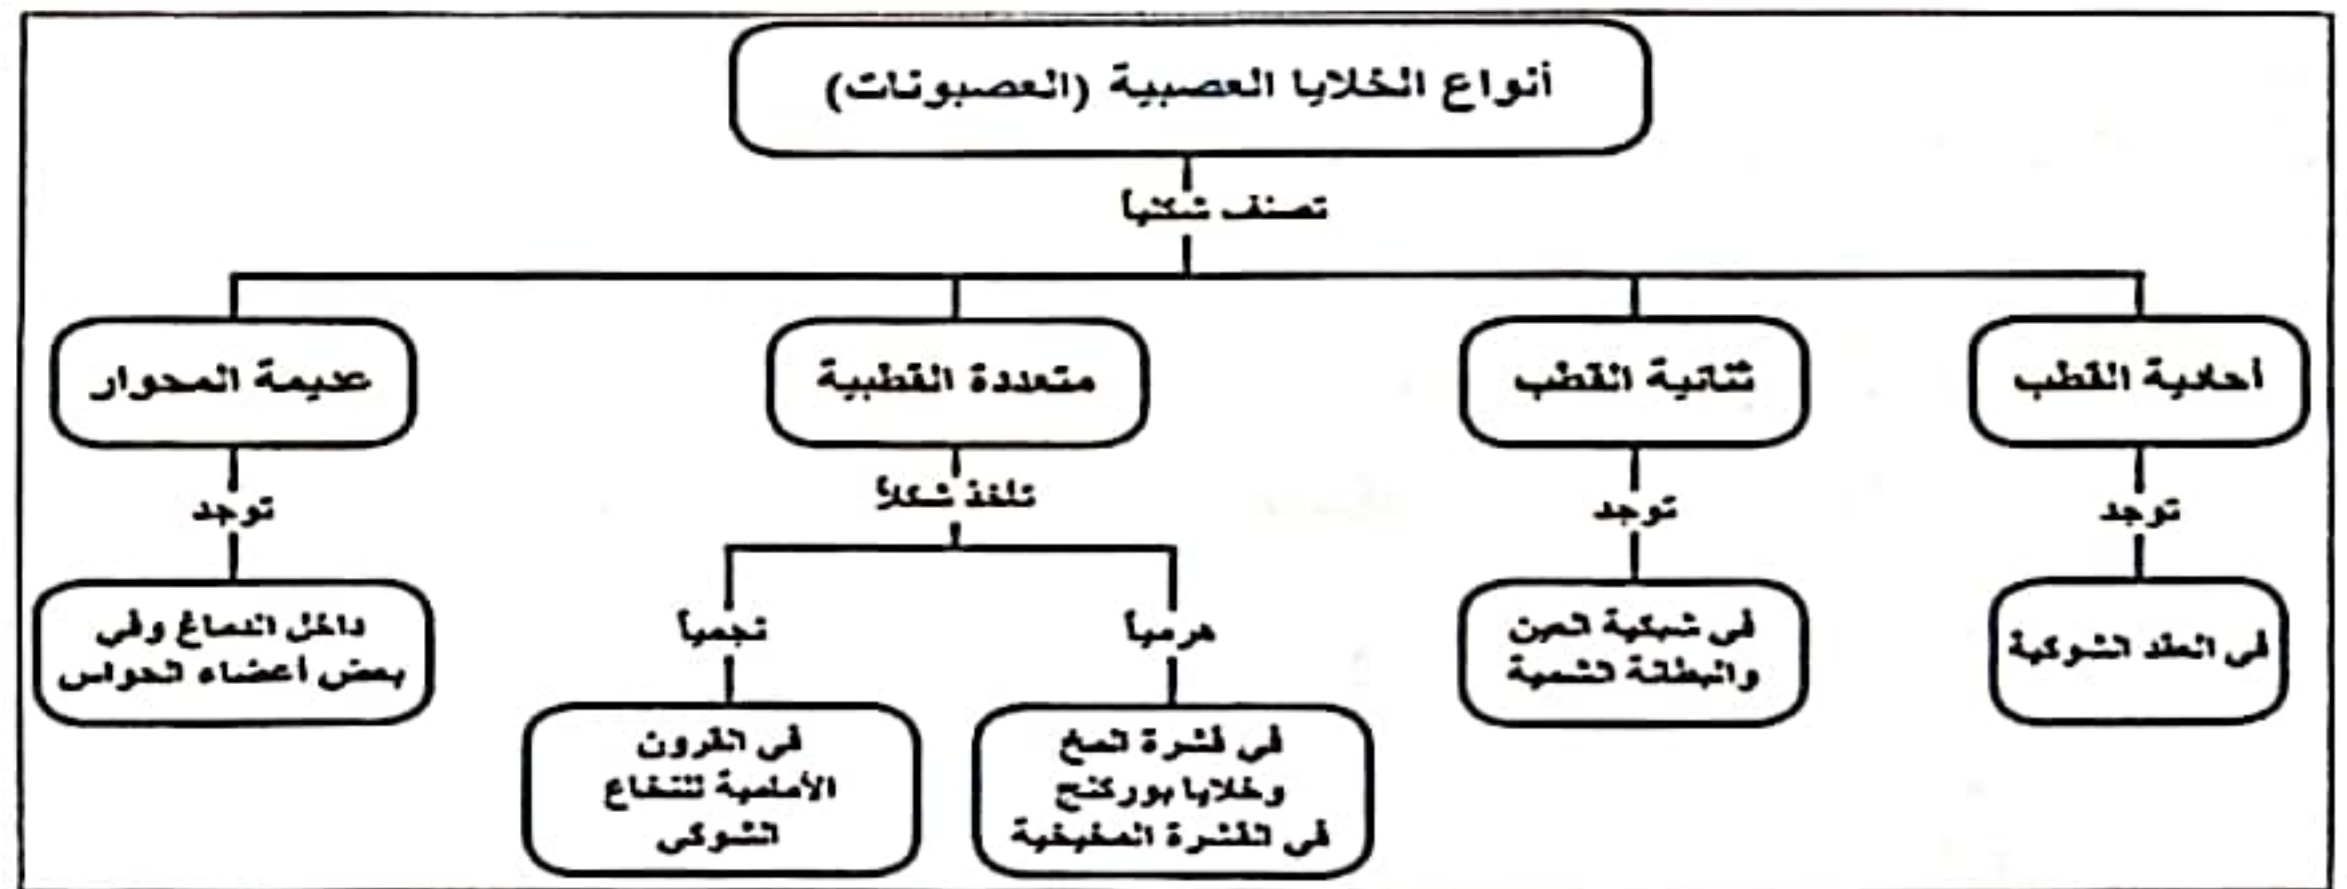 أنواع الخلايا العصبية (العصبونات)
تصنف شكلياً
أحادية القطب
ثنائية القطب
متعددة القطبية
عديمة المحوار
توجد
توجد
تأخذ شكلاً
توجد
في العقد الشوكية
في شبكية العين
والبطانة الشمية
هرمياً
نجمياً
داخل الدماغ وفي
بعض أعضاء الحواس
في قشرة المخ
وخلايا بوركنج
في القشرة المخيخية
في القرون
الأمامية للنخاع
الشوكي